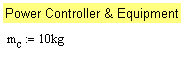 Power Controller & Equipment
m_c := 10kg